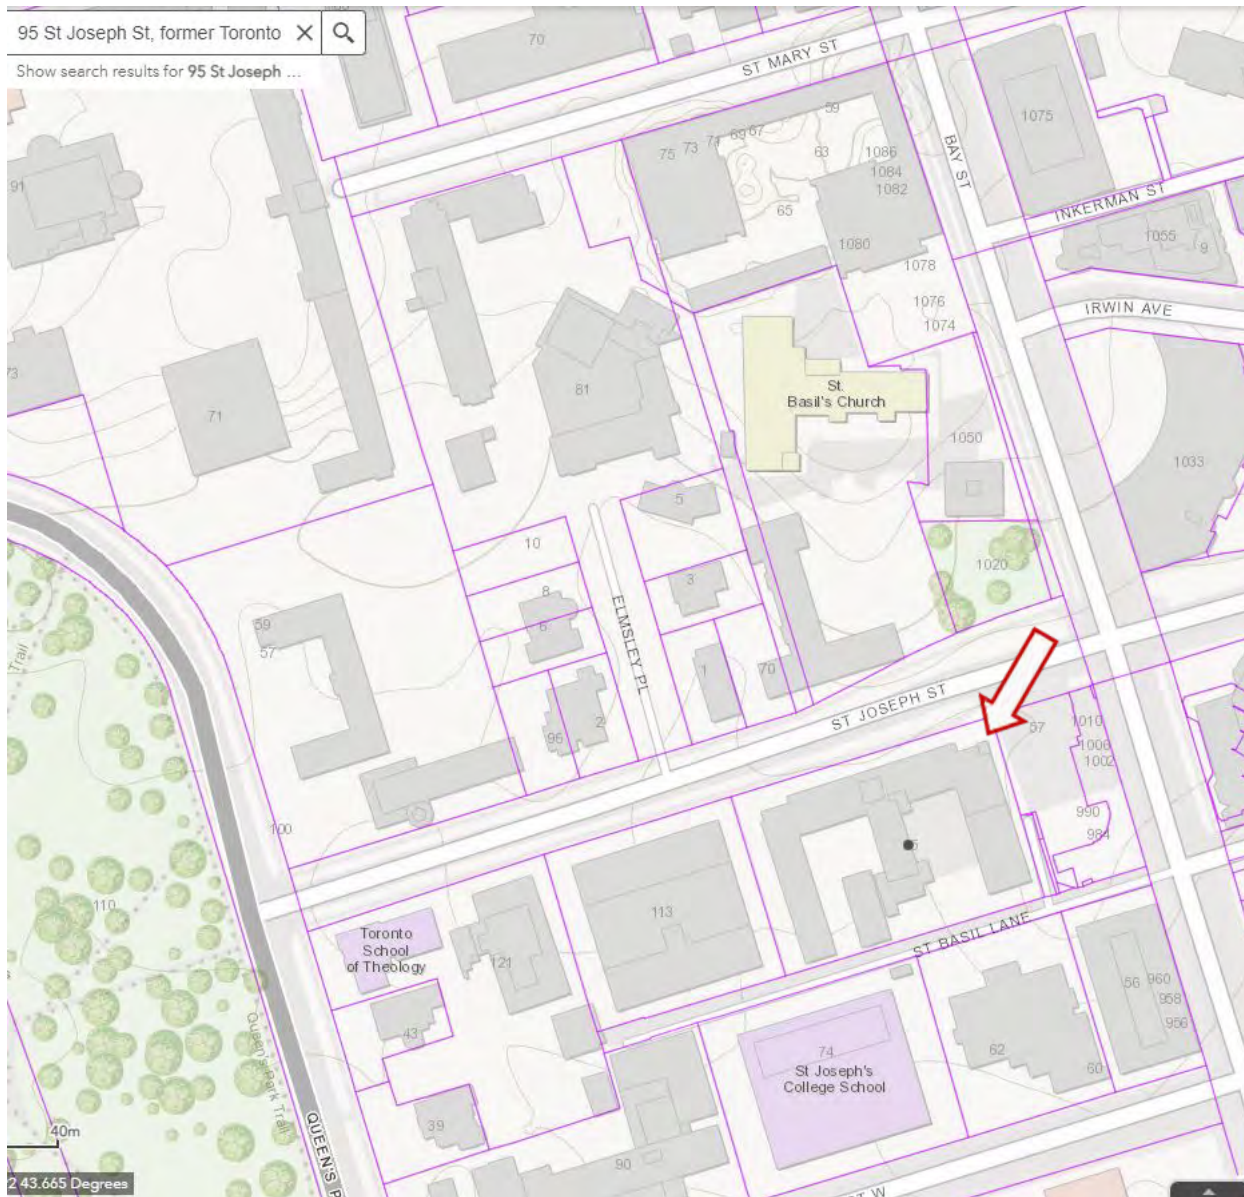 95 St Joseph St, former Toronto
Show search results for 95 St Joseph ...
70
ST MARY ST
59
1075
BAY ST
75 73 71 69 67
63
1086
1084
1082
91
65
INKERMAN ST
1080
1055
9
1078
1076
1074
IRWIN AVE
73
71
81
St.
Basil's Church
1050
1033
5
10
1020
3
8
6
59
57
ELMSLEY PL
Trail
1
70
2
96
ST JOSEPH ST
57
1010
1006
1002
990
984
100
110
113
Toronto
School
of Theology
121
ST BASIL LANE
43
56
960
958
956
62
60
74
St Joseph's
College School
Queen's Park Trail
39
90
40m
QUEEN'S P
ST W
2 43.665 Degrees